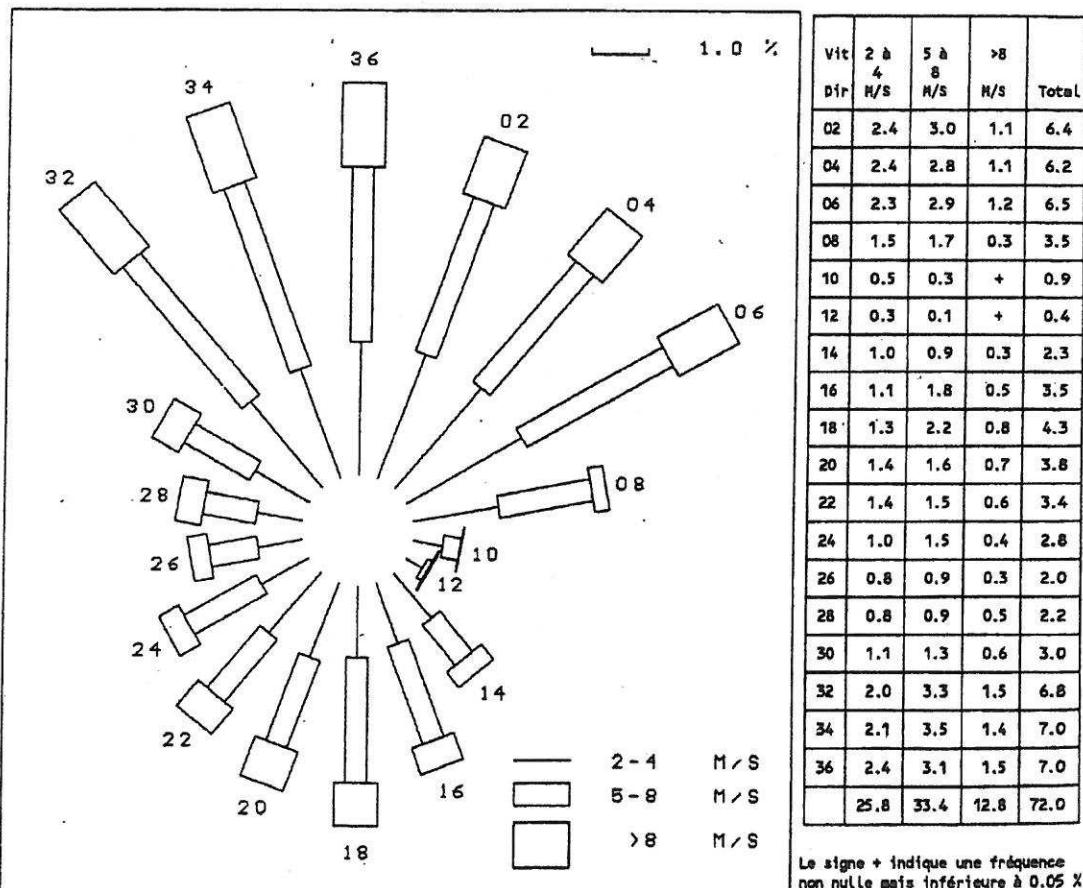 1.0 %
36
34
02
32
04
06
30
08
28
10
26
12
24
14
22
16
20
18
2-4 M/S
5-8 M/S
>8 M/S
Vit 2 à 5 à >8
4 8
Dir M/S M/S M/S Total
02 2.4 3.0 1.1 6.4
04 2.4 2.8 1.1 6.2
06 2.3 2.9 1.2 6.5
08 1.5 1.7 0.3 3.5
10 0.5 0.3 + 0.9
12 0.3 0.1 + 0.4
14 1.0 0.9 0.3 2.3
16 1.1 1.8 0.5 3.5
18 1.3 2.2 0.8 4.3
20 1.4 1.6 0.7 3.8
22 1.4 1.5 0.6 3.4
24 1.0 1.5 0.4 2.8
26 0.8 0.9 0.3 2.0
28 0.8 0.9 0.5 2.2
30 1.1 1.3 0.6 3.0
32 2.0 3.3 1.5 6.8
34 2.1 3.5 1.4 7.0
36 2.4 3.1 1.5 7.0
25.8 33.4 12.8 72.0
Le signe + indique une fréquence
non nulle mais inférieure à 0.05 %